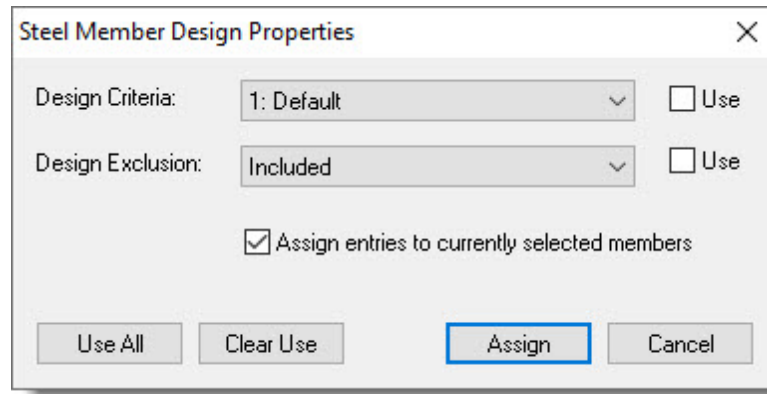 Steel Member Design Properties
Design Criteria: 1: Default Use
Design Exclusion: Included Use
Assign entries to currently selected members
Use All Clear Use Assign Cancel